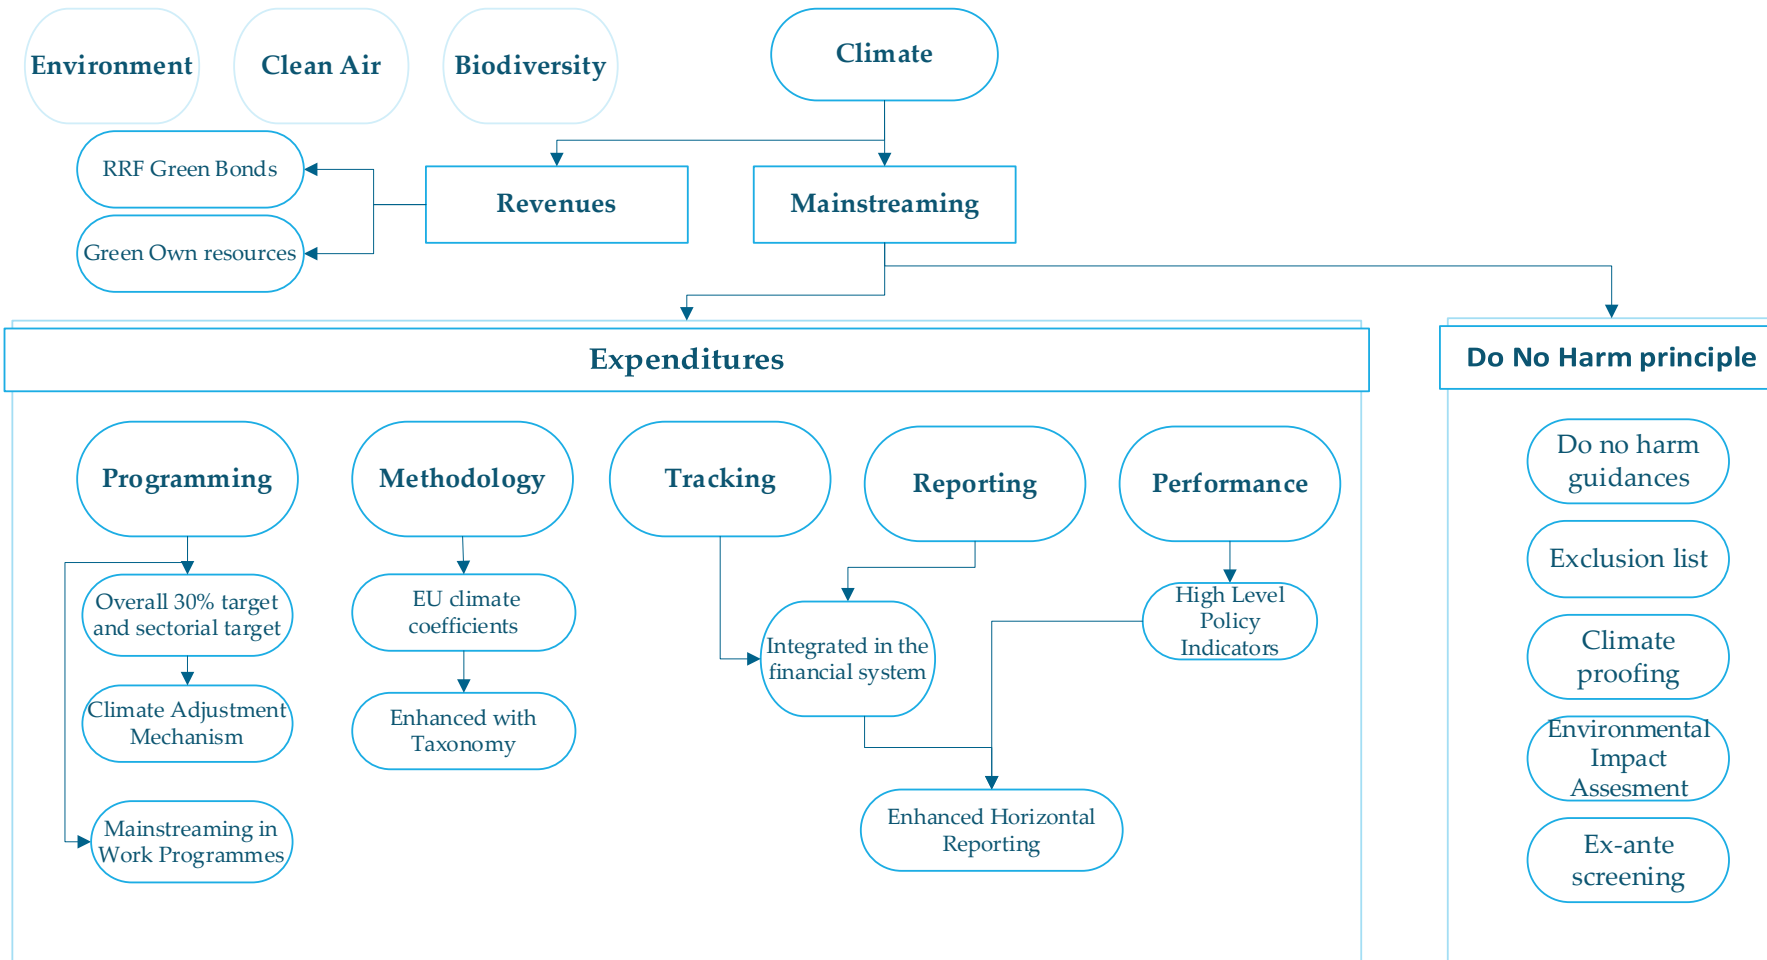 Environment
Clean Air
Biodiversity
Climate
RRF Green Bonds
Green Own resources
Revenues
Mainstreaming
Expenditures
Do No Harm principle
Programming
Methodology
Tracking
Reporting
Performance
Overall 30% target
and sectorial target
Climate Adjustment
Mechanism
Mainstreaming in
Work Programmes
EU climate
coefficients
Enhanced with
Taxonomy
Integrated in the
financial system
High Level
Policy
Indicators
Enhanced Horizontal
Reporting
Do no harm
guidances
Exclusion list
Climate
proofing
Environmental
Impact
Assesment
Ex-ante
screening